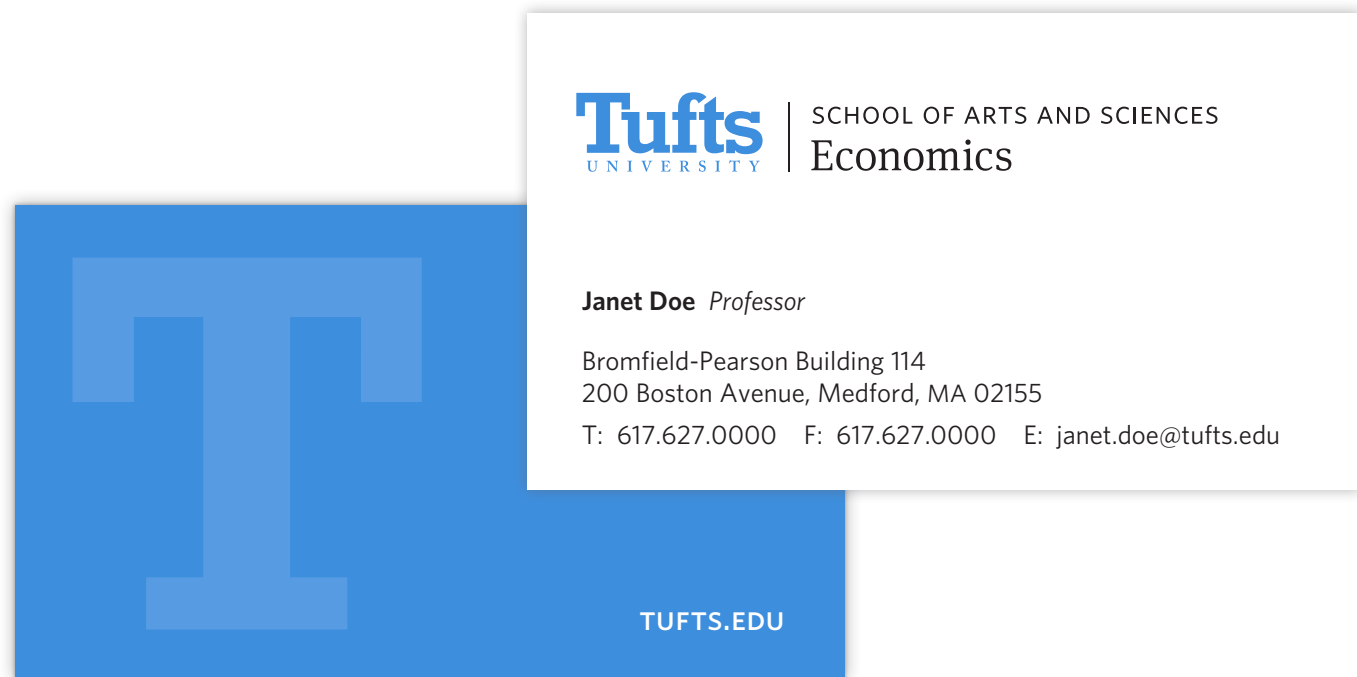 Tufts
UNIVERSITY
SCHOOL OF ARTS AND SCIENCES
Economics
Janet Doe Professor
Bromfield-Pearson Building 114
200 Boston Avenue, Medford, MA 02155
T: 617.627.0000 F: 617.627.0000 E: janet.doe@tufts.edu
T
TUFTS.EDU